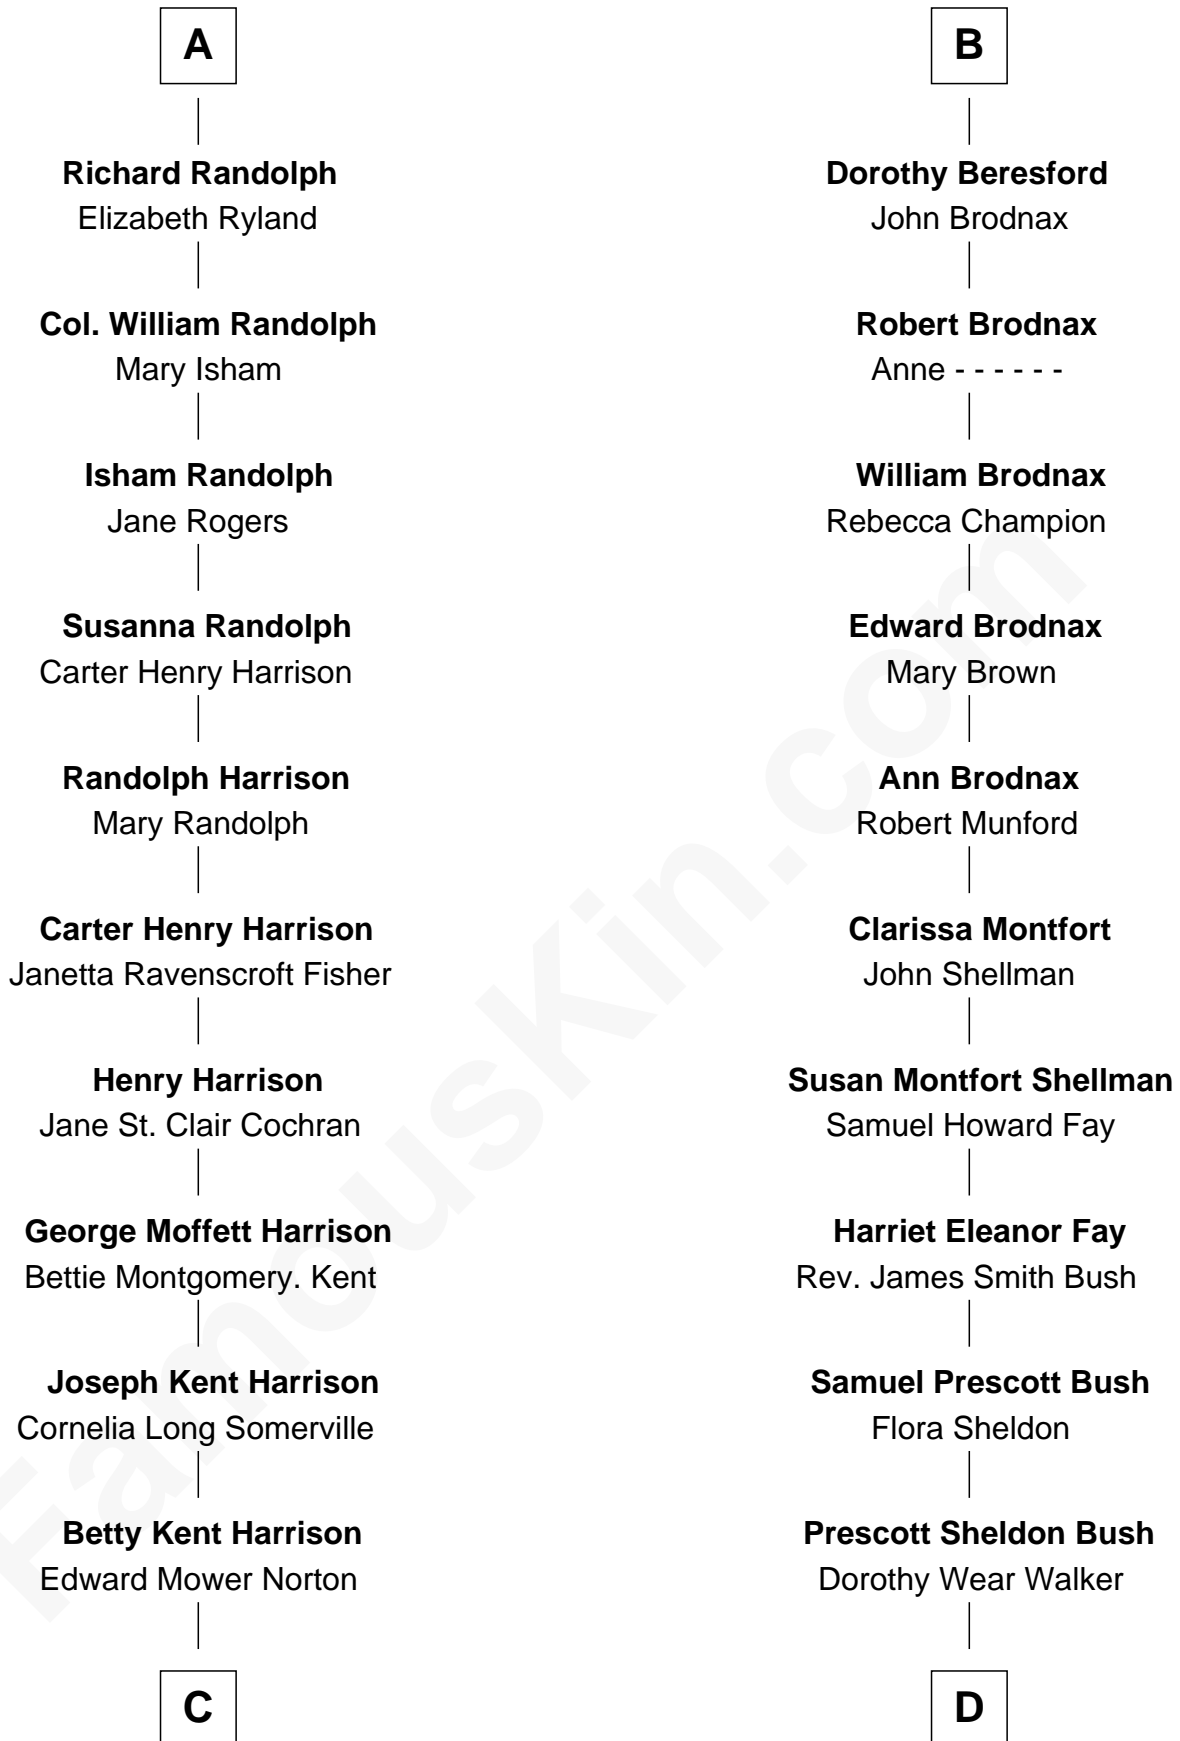 A
Richard Randolph
Elizabeth Ryland
Col. William Randolph
Mary Isham
Isham Randolph
Jane Rogers
Susanna Randolph
Carter Henry Harrison
Randolph Harrison
Mary Randolph
Carter Henry Harrison
Janetta Ravenscroft Fisher
Henry Harrison
Jane St. Clair Cochran
George Moffett Harrison
Bettie Montgomery. Kent
Joseph Kent Harrison
Cornelia Long Somerville
Betty Kent Harrison
Edward Mower Norton
C
B
Dorothy Beresford
John Brodnax
Robert Brodnax
Anne - - - - - -
William Brodnax
Rebecca Champion
Edward Brodnax
Mary Brown
Ann Brodnax
Robert Munford
Clarissa Montfort
John Shellman
Susan Montfort Shellman
Samuel Howard Fay
Harriet Eleanor Fay
Rev. James Smith Bush
Samuel Prescott Bush
Flora Sheldon
Prescott Sheldon Bush
Dorothy Wear Walker
D
FamousKin.com